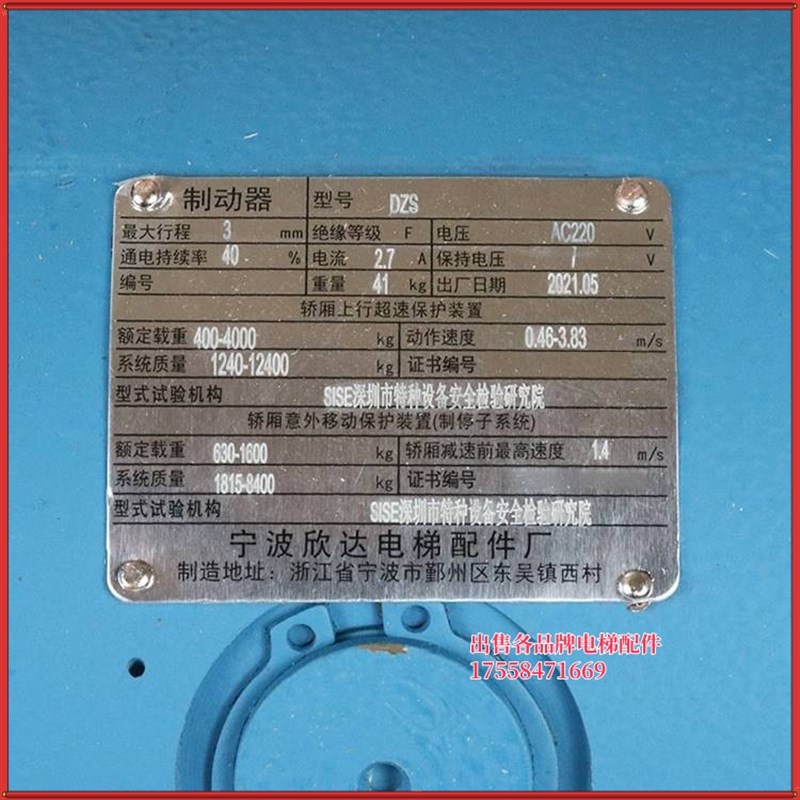 制动器 型号 DZS
最大行程 3 mm 绝缘等级 F 电压 AC220 V
通电持续率 40 % 电流 2.7 A 保持电压 / V
编号 重量 41 kg 出厂日期 2021.05
轿厢上行超速保护装置
额定载重 400-4000 kg 动作速度 0.46-3.83 m/s
系统质量 1240-12400 kg 证书编号
型式试验机构 SISE深圳市特种设备安全检验研究院
轿厢意外移动保护装置(制停子系统)
额定载重 630-1600 kg 轿厢减速前最高速度 1.4 m/s
系统质量 1815-8400 kg 证书编号
型式试验机构 SISE深圳市特种设备安全检验研究院
宁波欣达电梯配件厂
制造地址：浙江省宁波市鄞州区东吴镇西村
出售各品牌电梯配件
17558471669